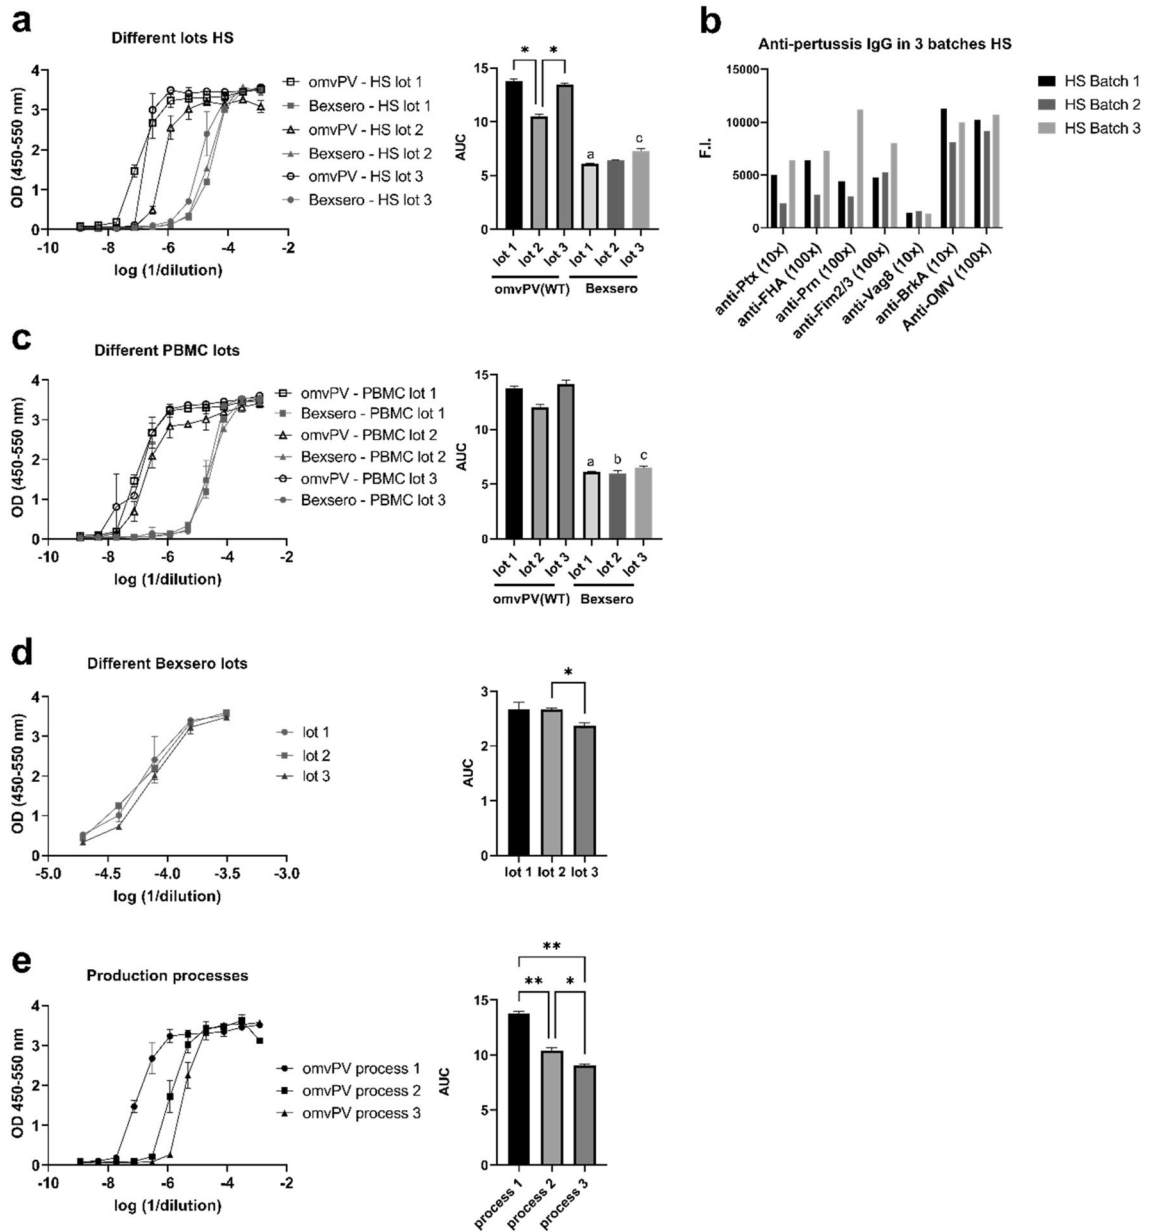 a
Different lots HS
OD (450-550 nm)
4
3
2
1
0
-10
-8
-6
-4
-2
log (1/dilution)
omvPV - HS lot 1
Bexsero - HS lot 1
omvPV - HS lot 2
Bexsero - HS lot 2
omvPV - HS lot 3
Bexsero - HS lot 3
AUC
15
10
5
0
*
*
a
c
lot 1
lot 2
lot 3
lot 1
lot 2
lot 3
omvPV(WT)
Bexsero
b
Anti-pertussis IgG in 3 batches HS
F.I.
15000
10000
5000
0
anti-Ptx (10x)
anti-FHA (100x)
anti-Prn (100x)
anti-Fim2/3 (100x)
anti-Vag8 (10x)
anti-BrkA (10x)
Anti-OMV (100x)
HS Batch 1
HS Batch 2
HS Batch 3
c
Different PBMC lots
OD (450-550 nm)
4
3
2
1
0
-10
-8
-6
-4
-2
log (1/dilution)
omvPV - PBMC lot 1
Bexsero - PBMC lot 1
omvPV - PBMC lot 2
Bexsero - PBMC lot 2
omvPV - PBMC lot 3
Bexsero - PBMC lot 3
AUC
15
10
5
0
a
b
c
lot 1
lot 2
lot 3
lot 1
lot 2
lot 3
omvPV(WT)
Bexsero
d
Different Bexsero lots
OD (450-550 nm)
4
3
2
1
0
-5.0
-4.5
-4.0
-3.5
-3.0
log (1/dilution)
lot 1
lot 2
lot 3
AUC
3
2
1
0
*
lot 1 lot 2 lot 3
e
Production processes
OD 450-550 nm
4
3
2
1
0
-10
-8
-6
-4
-2
log (1/dilution)
omvPV process 1
omvPV process 2
omvPV process 3
AUC
15
10
5
0
**
**
*
process 1
process 2
process 3